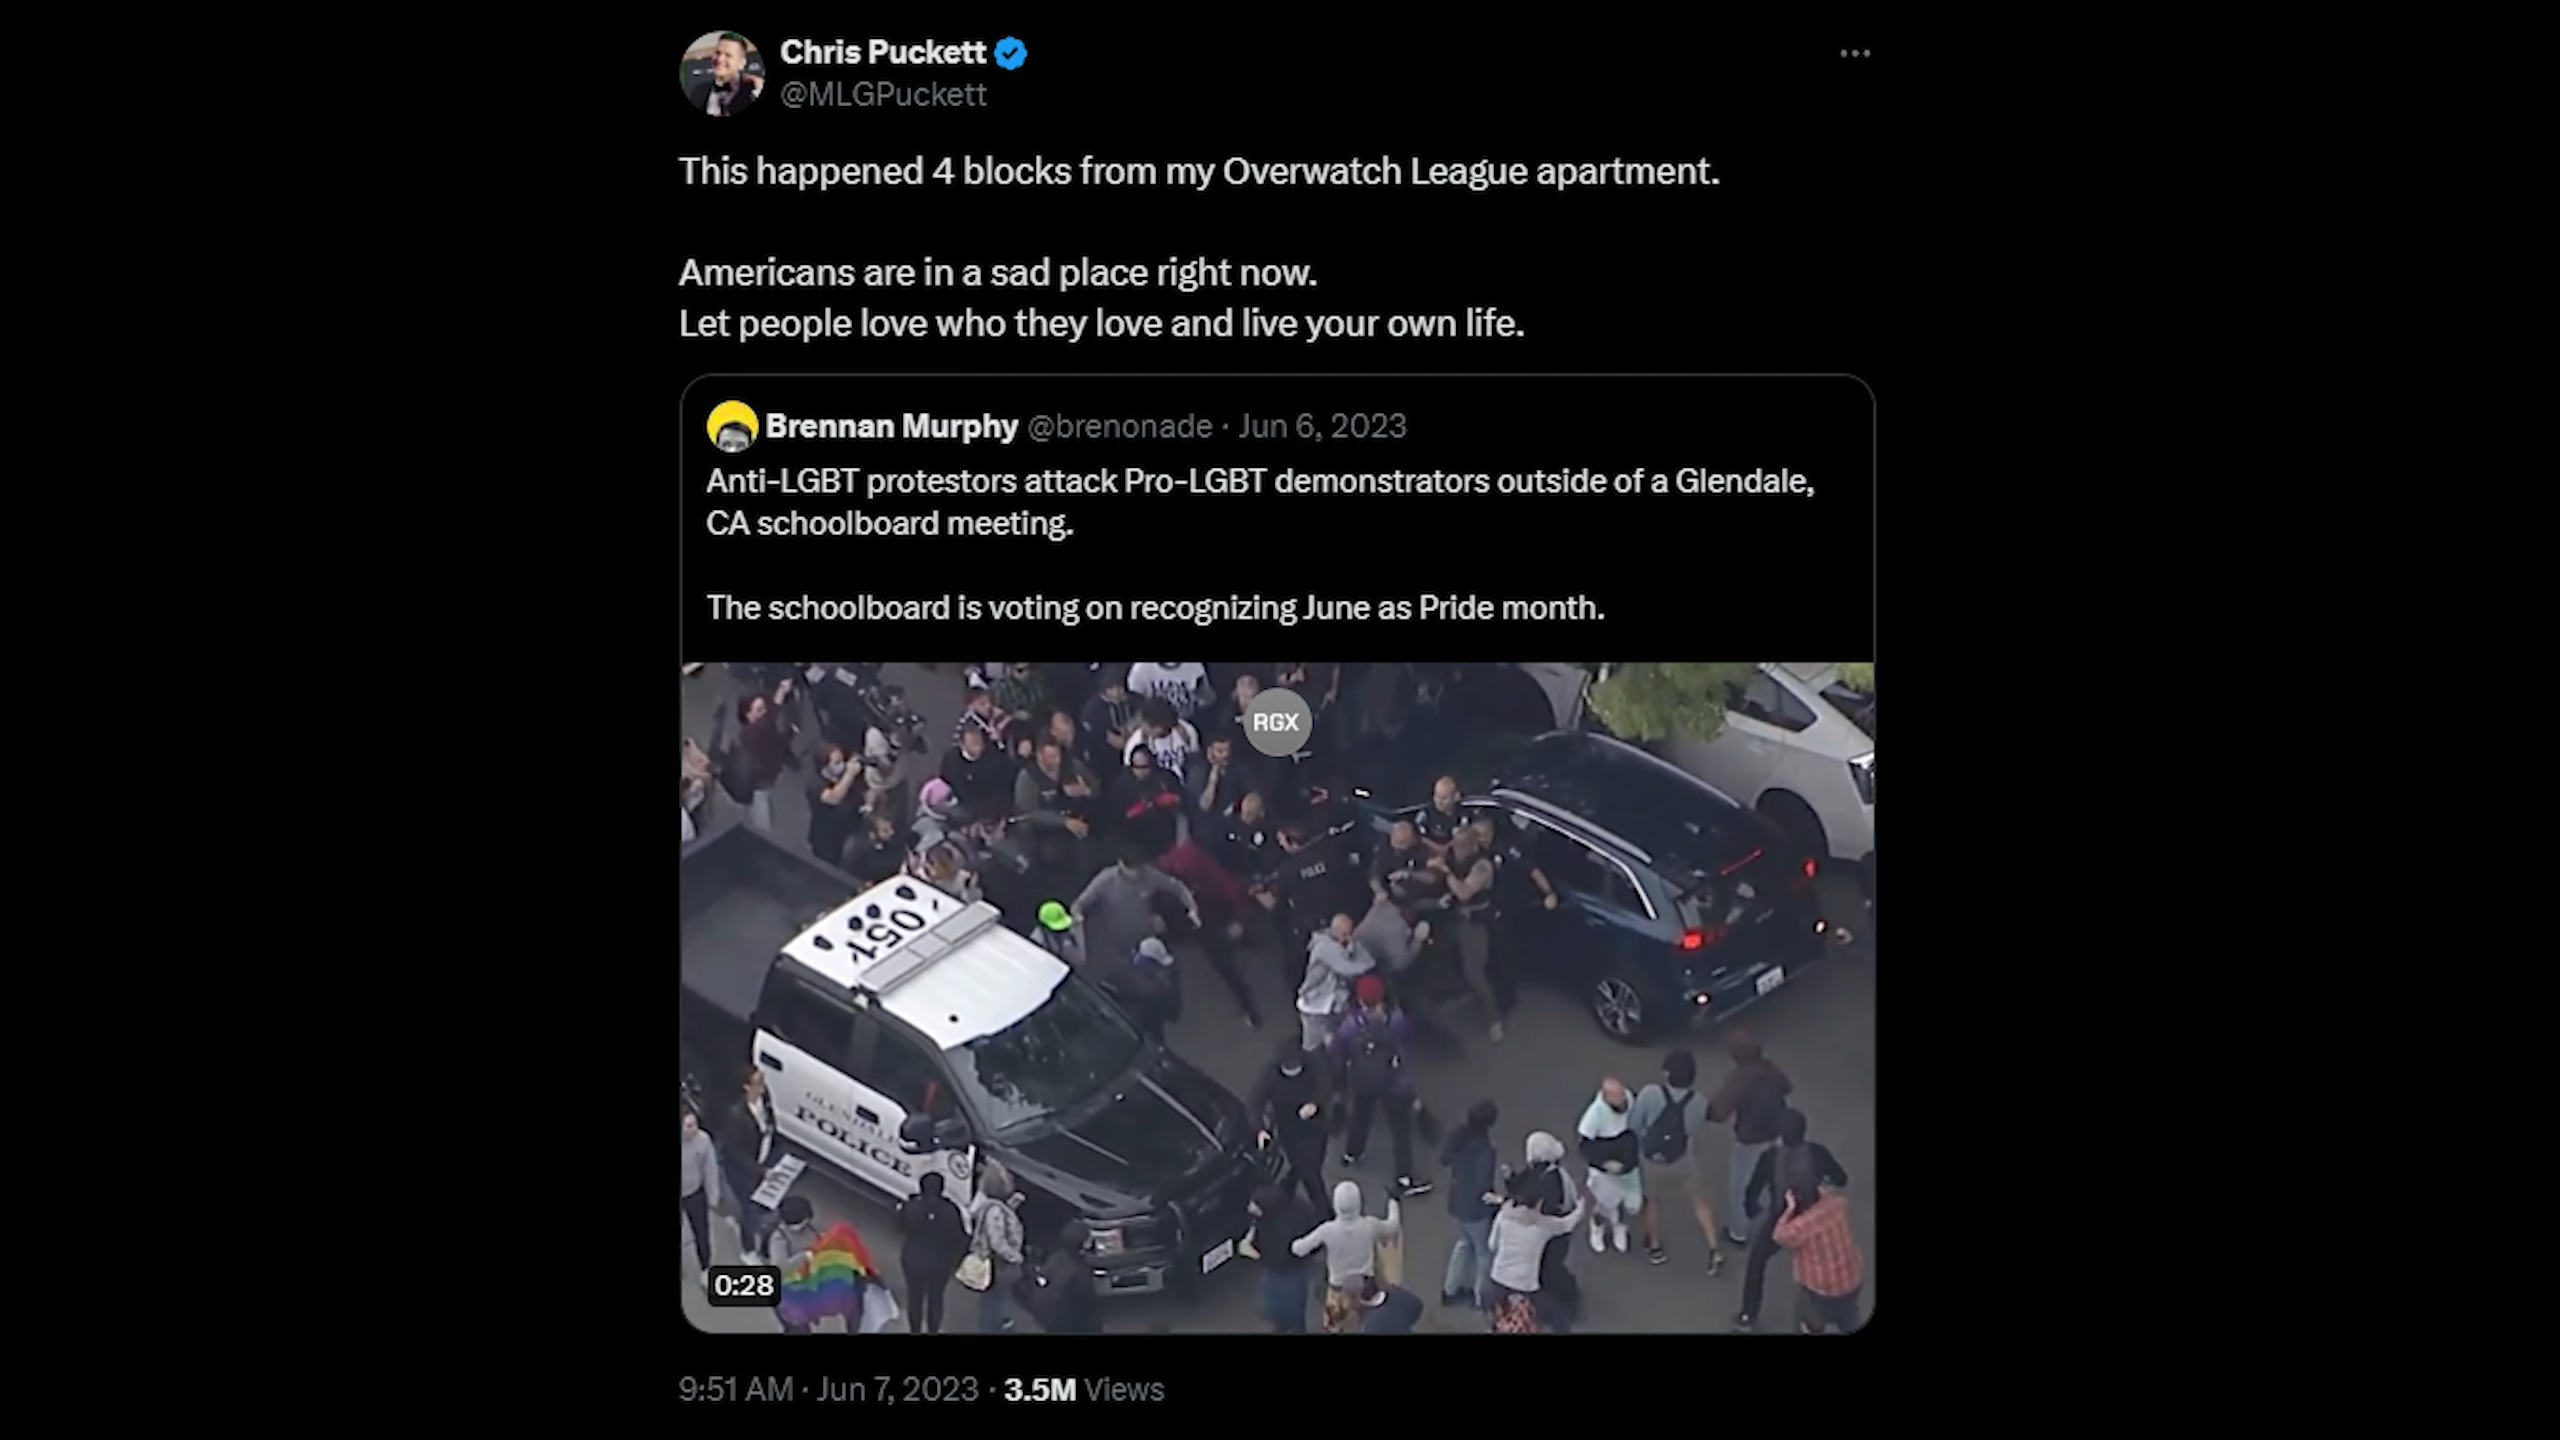 Chris Puckett
@MLGPuckett
This happened 4 blocks from my Overwatch League apartment.
Americans are in a sad place right now.
Let people love who they love and live your own life.
Brennan Murphy @brenonade · Jun 6, 2023
Anti-LGBT protestors attack Pro-LGBT demonstrators outside of a Glendale,
CA schoolboard meeting.
The schoolboard is voting on recognizing June as Pride month.
RGX
POLICE
051
GLENDALE
POLICE
0:28
9:51 AM · Jun 7, 2023 · 3.5M Views